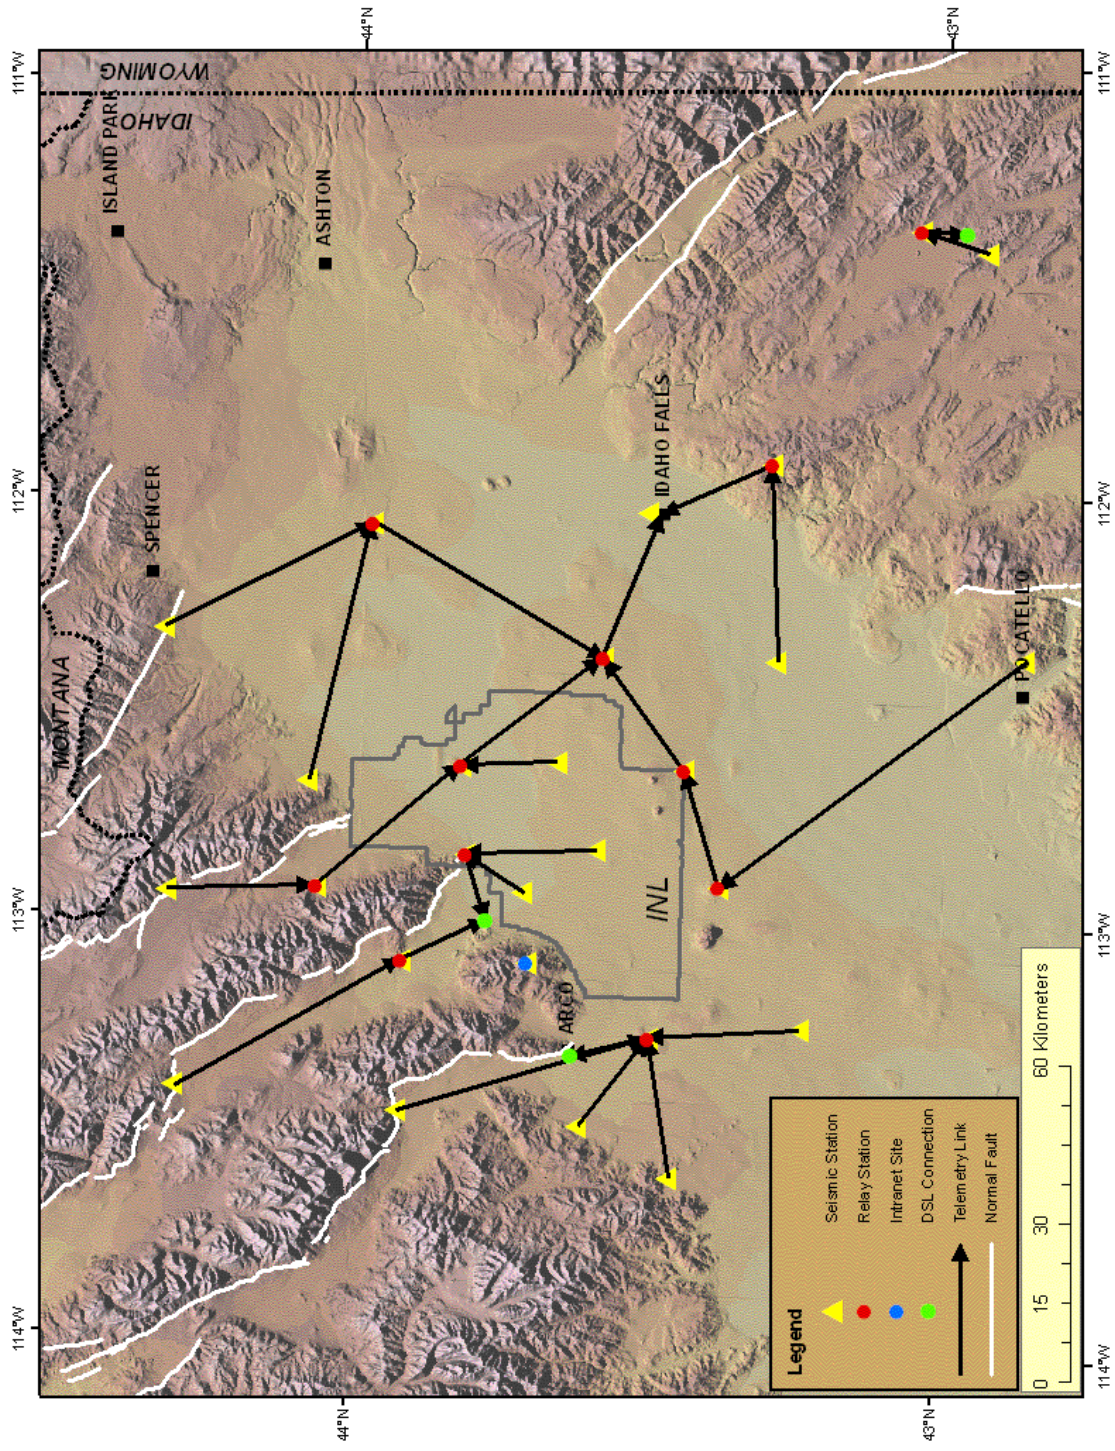 111°W
112°W
113°W
114°W
44°N
43°N
44°N
43°N
111°W
112°W
113°W
114°W
MONTANA
IDAHO
WYOMING
SPENCER
ISLAND PARK
ASHTON
IDAHO FALLS
POCATELLO
ARCO
INL
Legend
Seismic Station
Relay Station
Intranet Site
DSL Connection
Telemetry Link
Normal Fault
0 15 30 60 Kilometers